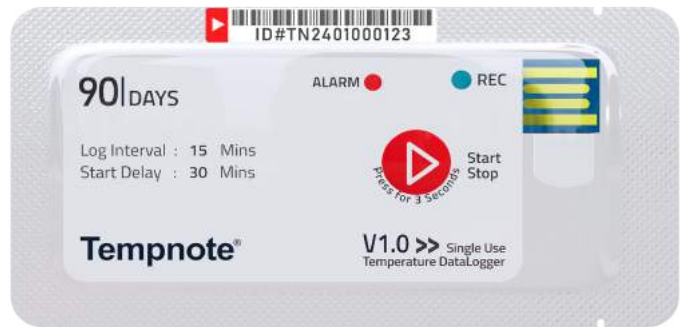 ID#TN2401000123
90 DAYS
ALARM
REC
Log Interval : 15 Mins
Start Delay : 30 Mins
Start
Stop
Press for 3 Seconds
Tempnote®
V1.0 >> Single Use
Temperature DataLogger